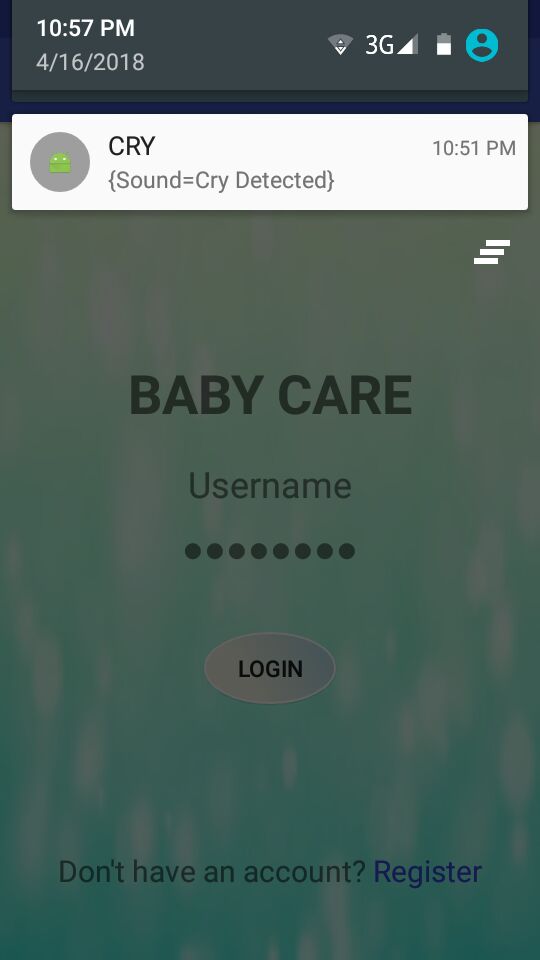 10:57 PM
3G
4/16/2018
CRY
10:51 PM
{Sound=Cry Detected}
BABY CARE
Username
••••••••
LOGIN
Don't have an account? Register